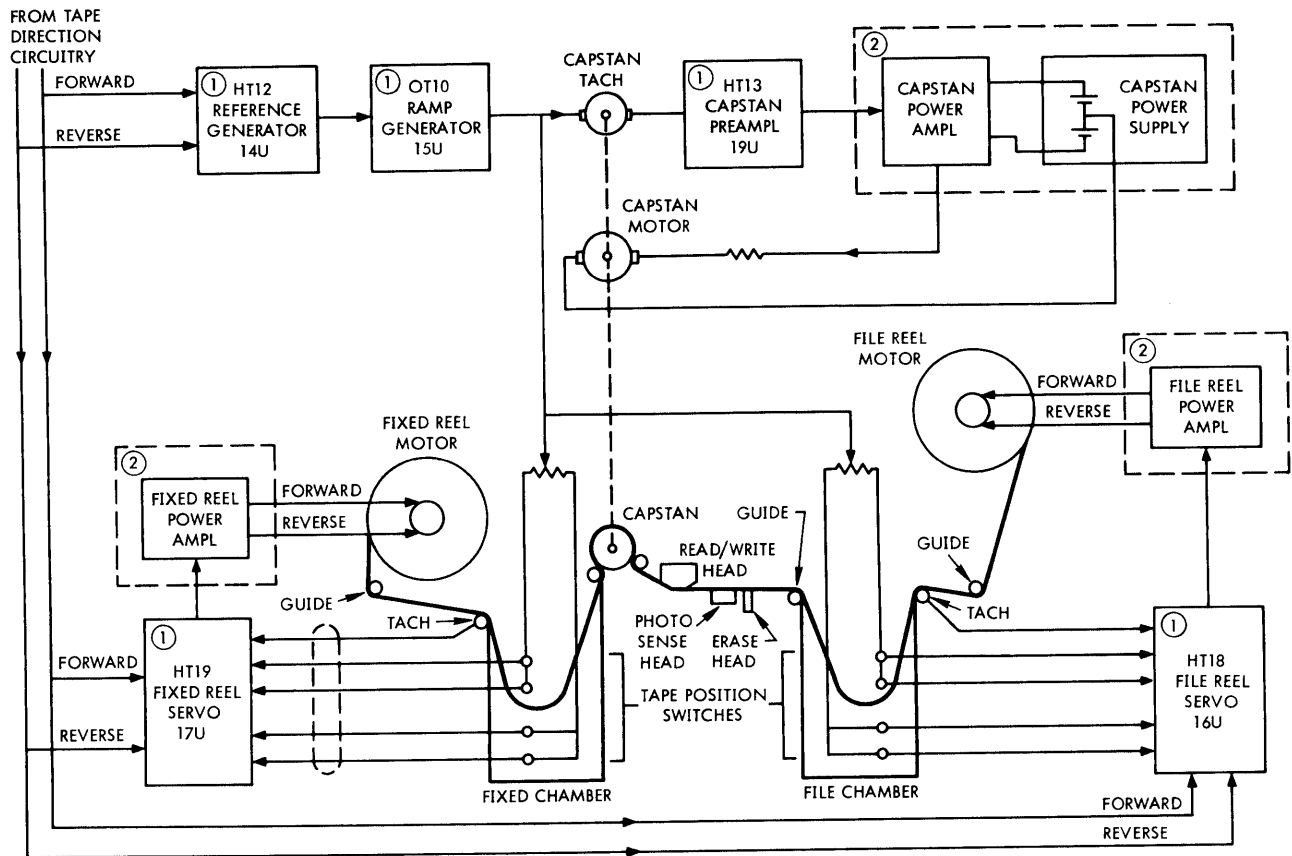 FROM TAPE
DIRECTION
CIRCUITRY
FORWARD
REVERSE
1
HT12
REFERENCE
GENERATOR
14U
1
OT10
RAMP
GENERATOR
15U
CAPSTAN
TACH
1
HT13
CAPSTAN
PREAMPL
19U
2
CAPSTAN
POWER
AMPL
CAPSTAN
POWER
SUPPLY
CAPSTAN
MOTOR
FILE REEL
MOTOR
FORWARD
REVERSE
2
FILE REEL
POWER
AMPL
FIXED REEL
MOTOR
2
FIXED REEL
POWER
AMPL
FORWARD
REVERSE
CAPSTAN
GUIDE
READ/WRITE
HEAD
GUIDE
GUIDE
TACH
PHOTO
SENSE
HEAD
ERASE
HEAD
TACH
1
HT19
FIXED REEL
SERVO
17U
FORWARD
REVERSE
TAPE POSITION
SWITCHES
1
HT18
FILE REEL
SERVO
16U
FIXED CHAMBER
FILE CHAMBER
FORWARD
REVERSE